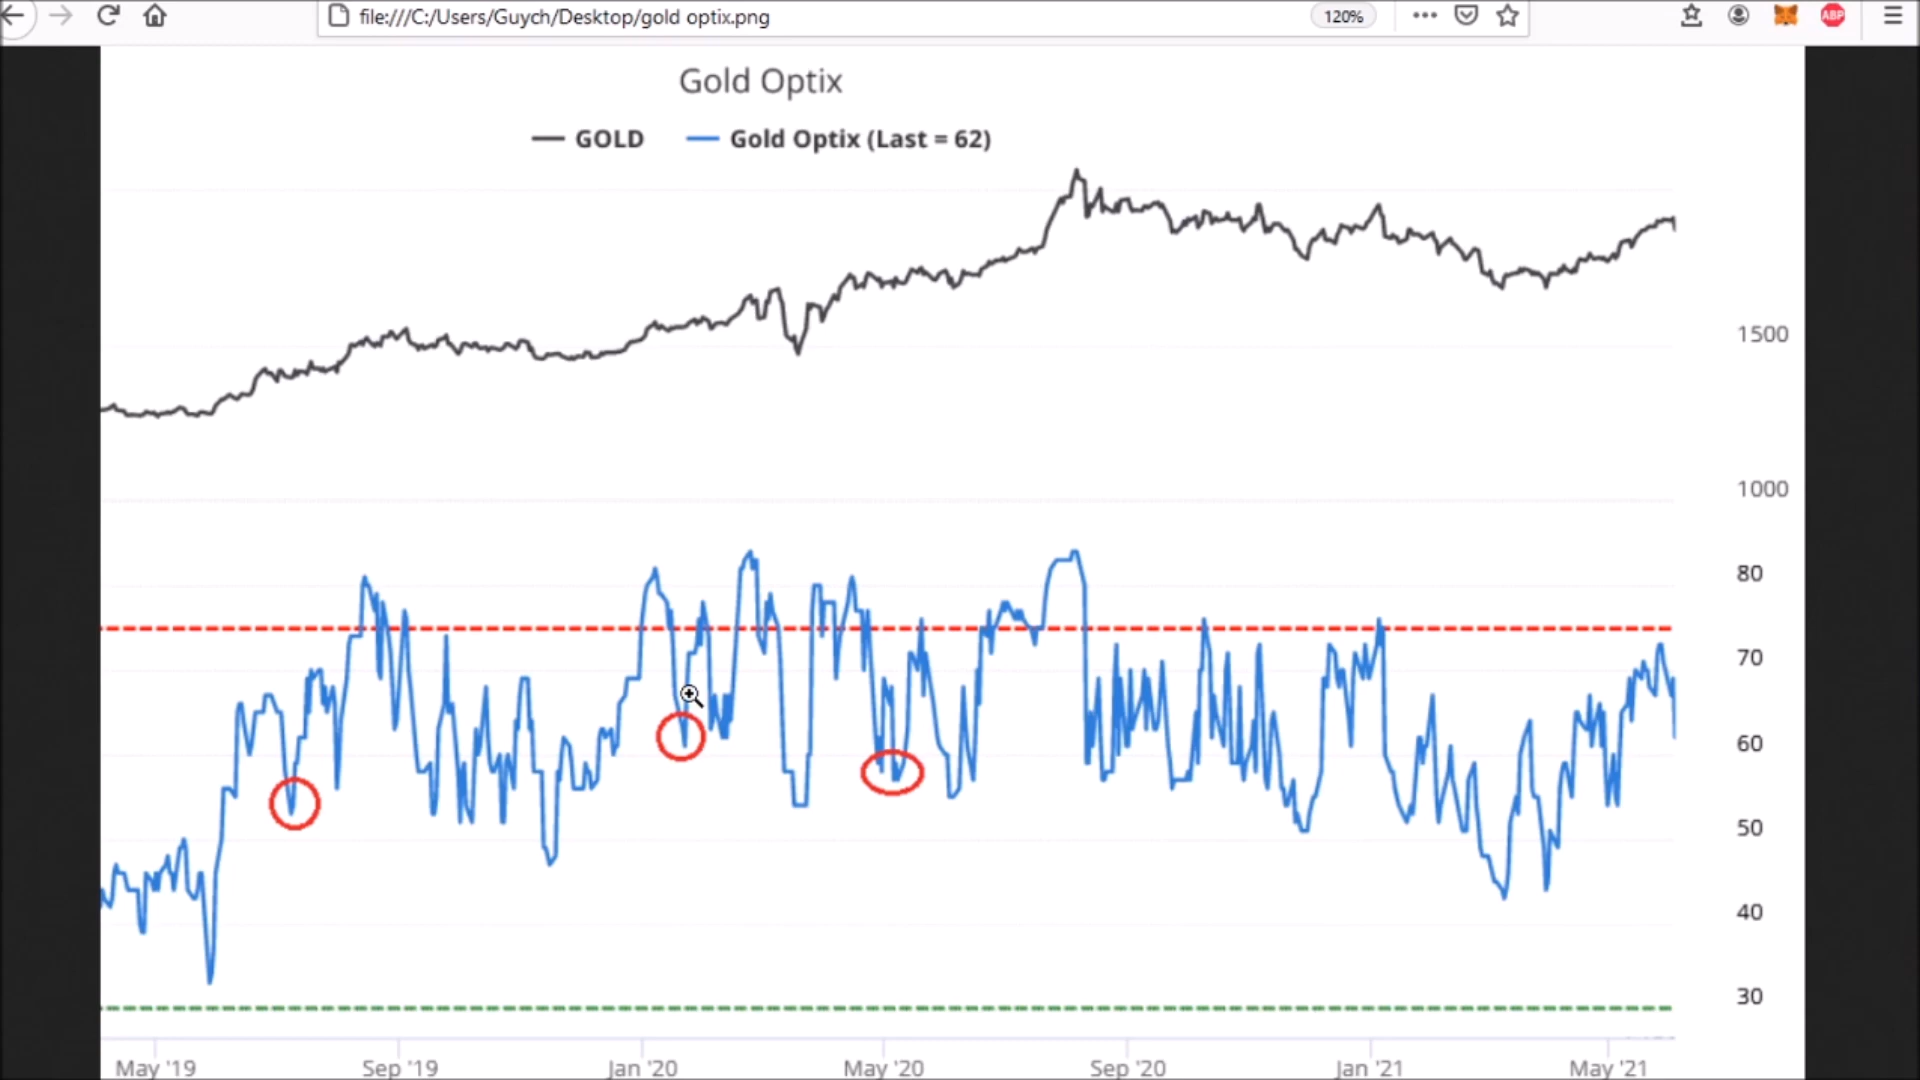 file:///C:/Users/Guych/Desktop/gold optix.png
120%
ABP
Gold Optix
GOLD
Gold Optix (Last = 62)
1500
1000
80
70
60
50
40
30
May '19
Sep '19
Jan '20
May '20
Sep '20
Jan '21
May '21